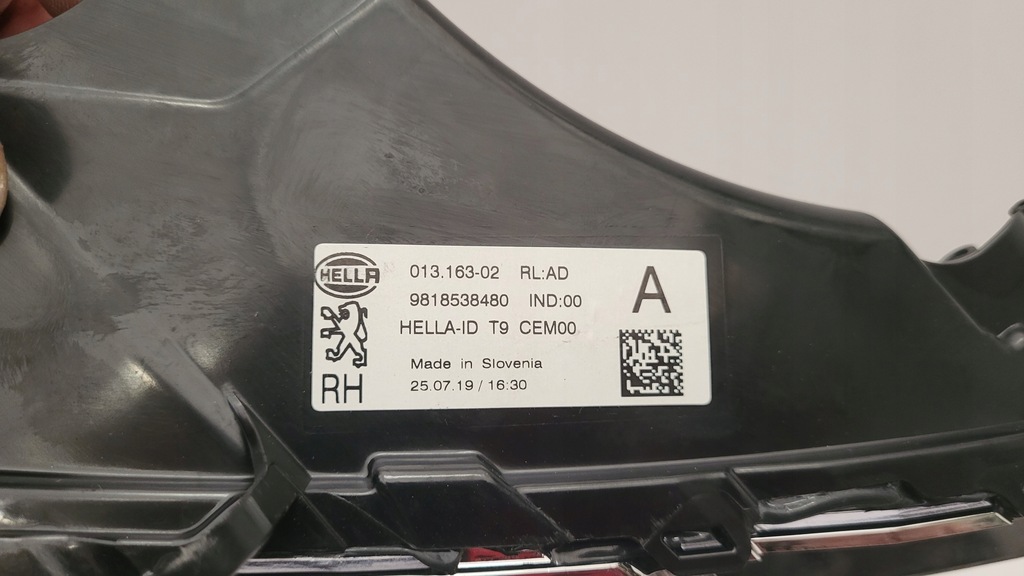 HELLA 013.163-02 RL:AD A
9818538480 IND:00
HELLA-ID T9 CEM00
Made in Slovenia
RH 25.07.19 / 16:30